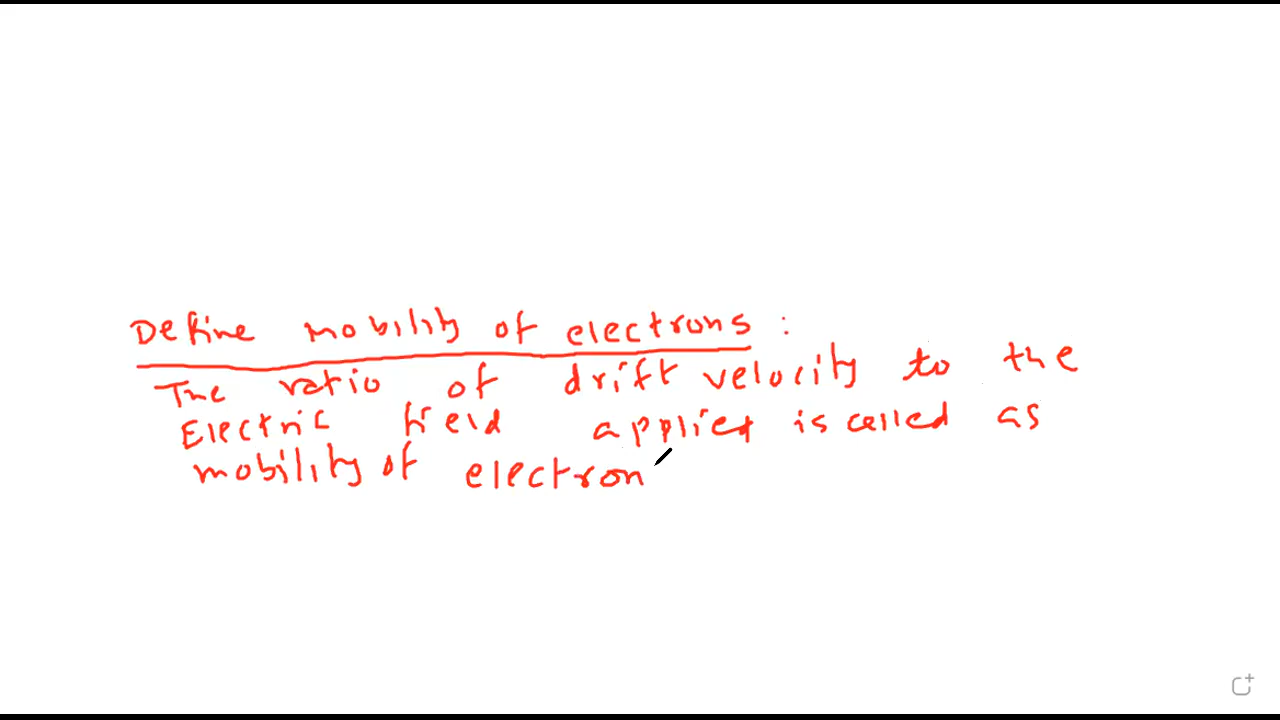 Define mobility of electrons :
The ratio of drift velocity to the
Electric field applied is called as
mobility of electron